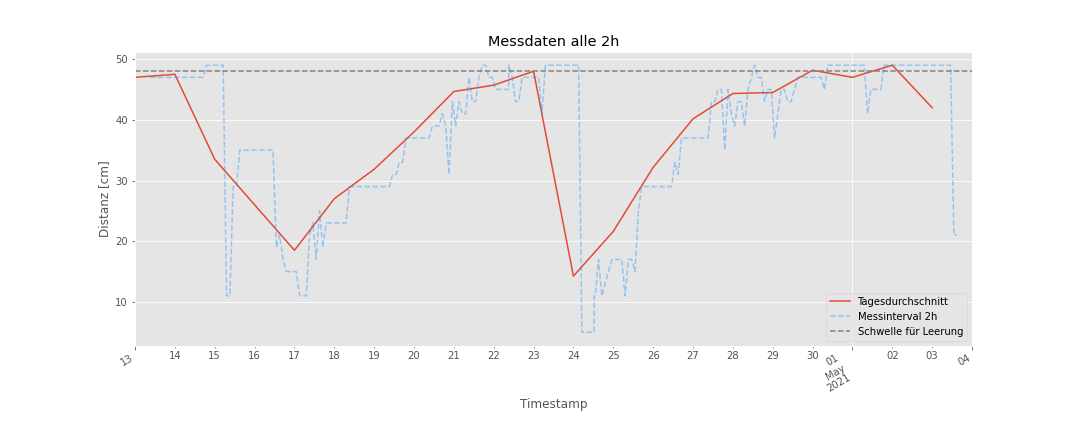 Messdaten alle 2h
50
40
30
20
10
Distanz [cm]
Tagesdurchschnitt
Messinterval 2h
Schwelle für Leerung
13 14 15 16 17 18 19 20 21 22 23 24 25 26 27 28 29 30 01 02 03 04
May
2021
Timestamp